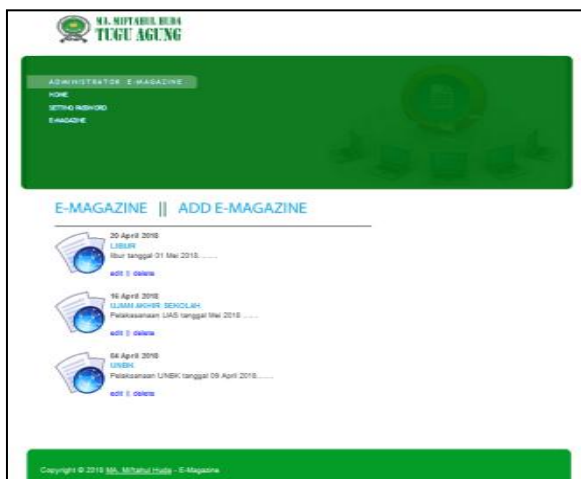 MA. MIFTAHUL HUDA
TUGU AGUNG
ADMINISTRATOR E-MAGAZINE
HOME
SETTING PASSWORD
E-MAGAZINE
E-MAGAZINE || ADD E-MAGAZINE
20 April 2018
LIBUR
libur tanggal 01 Mei 2018........
edit || delete
16 April 2018
UJIAN AKHIR SEKOLAH
Pelaksanaan UAS tanggal Mei 2018 .......
edit || delete
04 April 2018
UNBK
Pelaksanaan UNBK tanggal 09 April 2018........
edit || delete
Copyright © 2018 MA. Miftahul Huda - E-Magazine